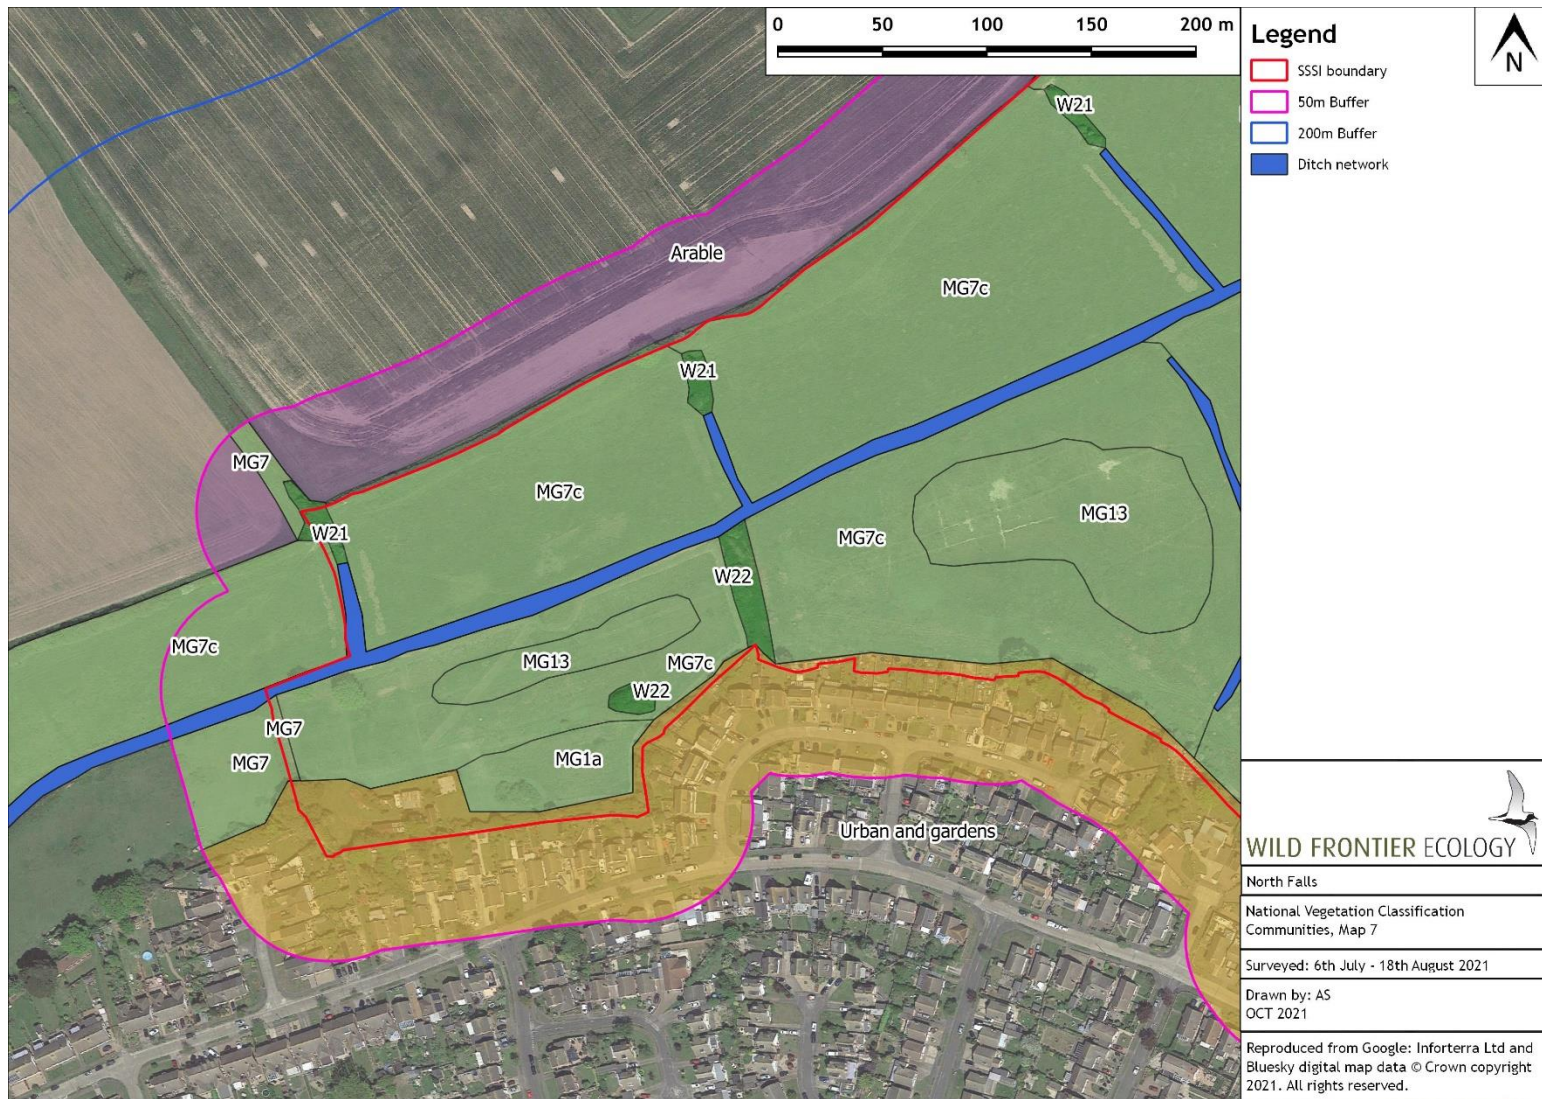 0 50 100 150 200 m
Legend
N
SSSI boundary
50m Buffer
200m Buffer
Ditch network
W21
Arable
MG7c
W21
MG7
MG7c
MG13
W21
MG7c
W22
MG7c
MG13
MG7c
W22
MG7
MG1a
MG7
Urban and gardens
WILD FRONTIER ECOLOGY
North Falls
National Vegetation Classification
Communities, Map 7
Surveyed: 6th July - 18th August 2021
Drawn by: AS
OCT 2021
Reproduced from Google: Inforterra Ltd and
Bluesky digital map data © Crown copyright
2021. All rights reserved.